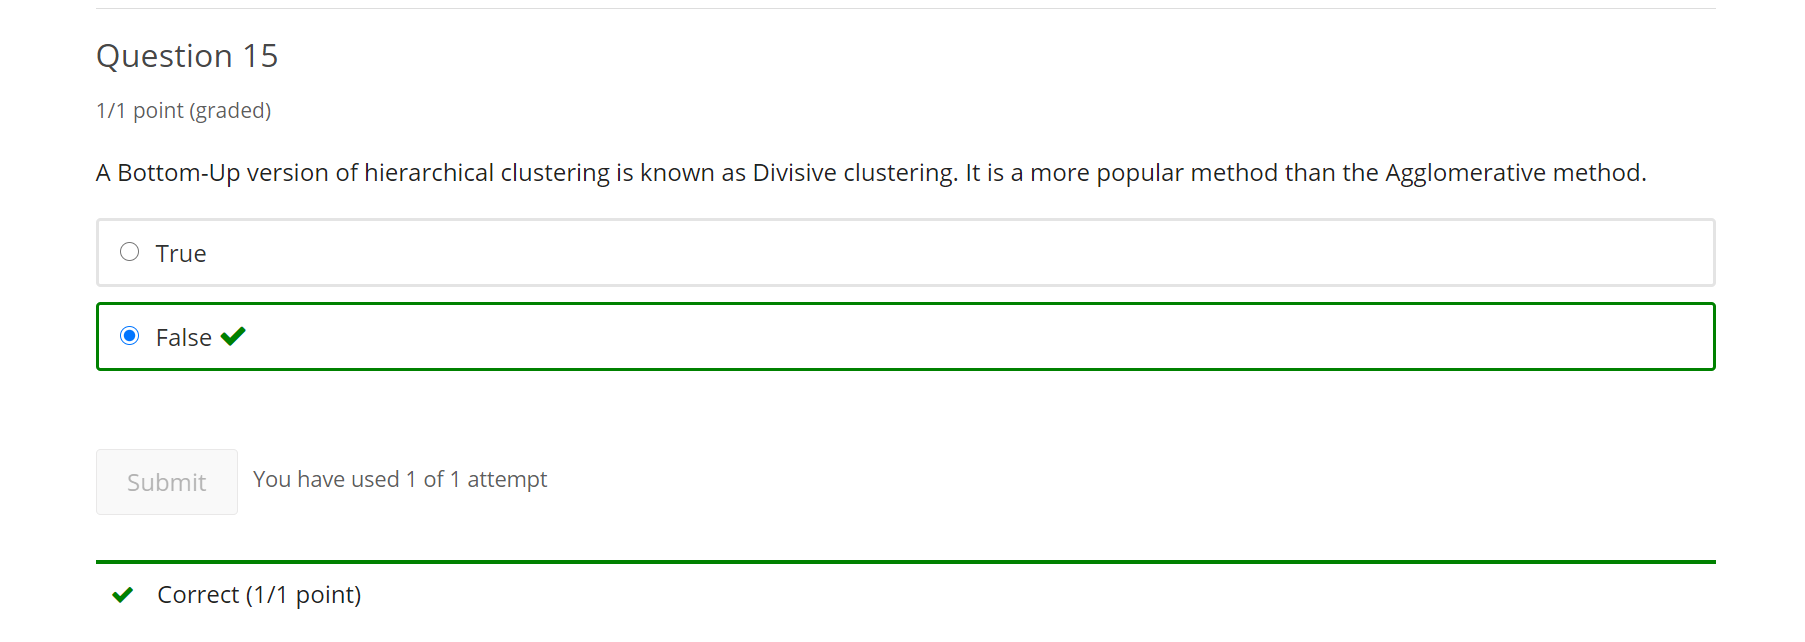 Question 15
1/1 point (graded)
A Bottom-Up version of hierarchical clustering is known as Divisive clustering. It is a more popular method than the Agglomerative method.
True
False
Submit
You have used 1 of 1 attempt
Correct (1/1 point)